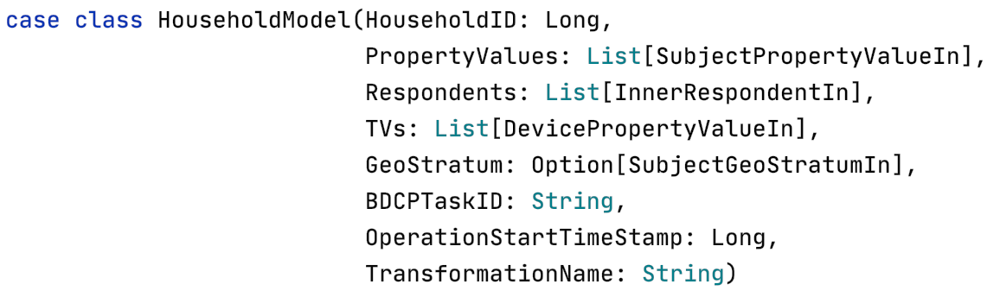 case class HouseholdModel(HouseholdID: Long,
PropertyValues: List[SubjectPropertyValueIn],
Respondents: List[InnerRespondentIn],
TVs: List[DevicePropertyValueIn],
GeoStratum: Option[SubjectGeoStratumIn],
BDCPTaskID: String,
OperationStartTimeStamp: Long,
TransformationName: String)